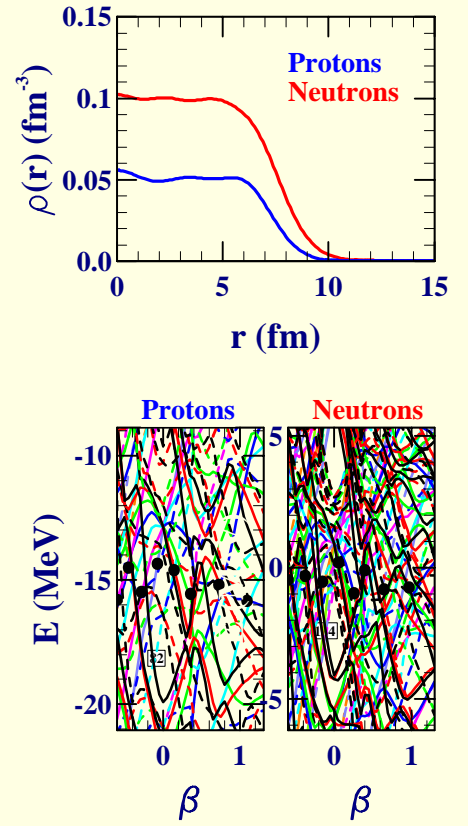 ρ(r) (fm⁻³)
0.15
0.1
0.05
0.0
Protons
Neutrons
0 5 10 15
r (fm)
Protons Neutrons
E (MeV)
-10
-15
-20
5
0
-5
0 1 0 1
β β